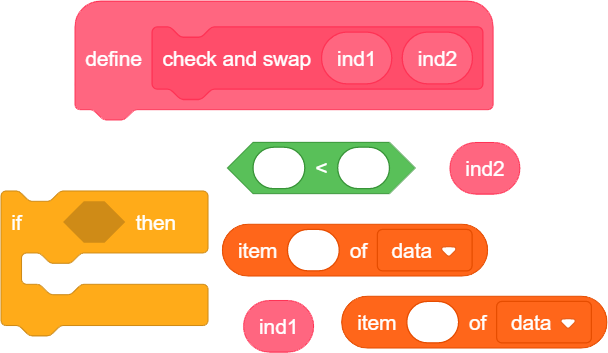 define check and swap ind1 ind2
<
ind2
if then
item of data
ind1
item of data